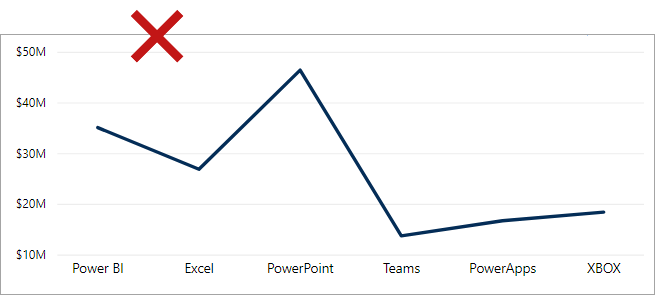 $50M
$40M
$30M
$20M
$10M
Power BI Excel PowerPoint Teams PowerApps XBOX